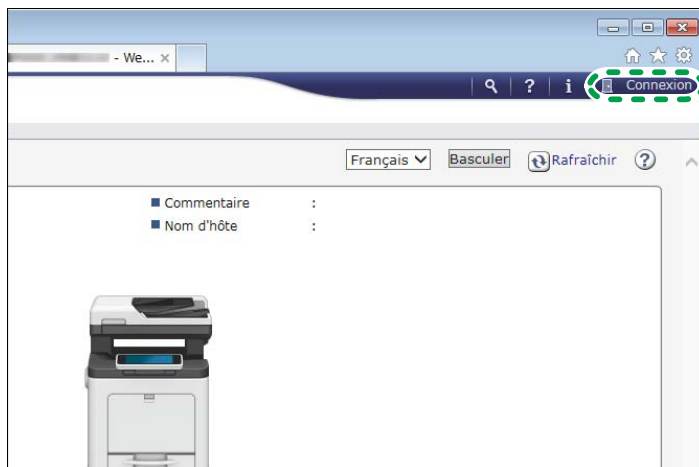 - We...
? i Connexion
Français Basculer Rafraîchir ?
Commentaire :
Nom d'hôte :